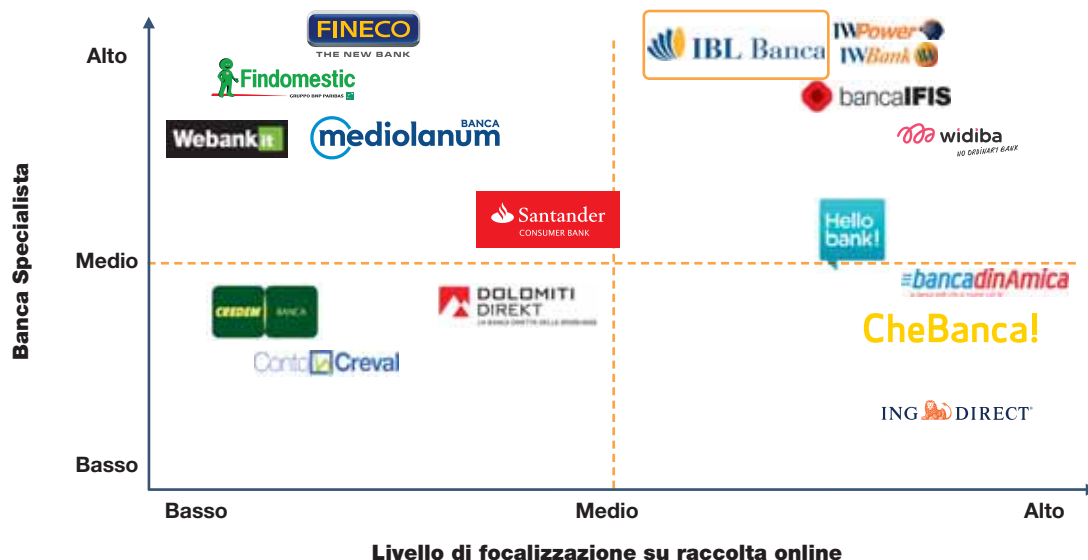 Banca Specialista
Alto
Medio
Basso
FINECO
THE NEW BANK
Findomestic
GRUPPO BNP PARIBAS
Webank it
mediolanum
BANCA
IBL Banca
IWPower
IWBank
bancaIFIS
widiba
NO ORDINARY BANK
Santander
CONSUMER BANK
Hello
bank!
CREDEM BANCA
DOLOMITI
DIREKT
Conto Creval
bancadinAmica
CheBanca!
ING DIRECT
Basso
Medio
Alto
Livello di focalizzazione su raccolta online